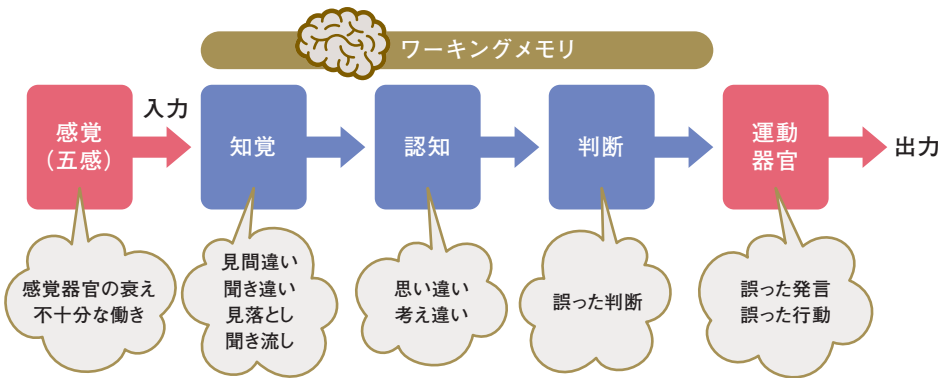 ワーキングメモリ
感覚
（五感）
入力
知覚
認知
判断
運動
器官
出力
感覚器官の衰え
不十分な働き
見間違い
聞き違い
見落とし
聞き流し
思い違い
考え違い
誤った判断
誤った発言
誤った行動